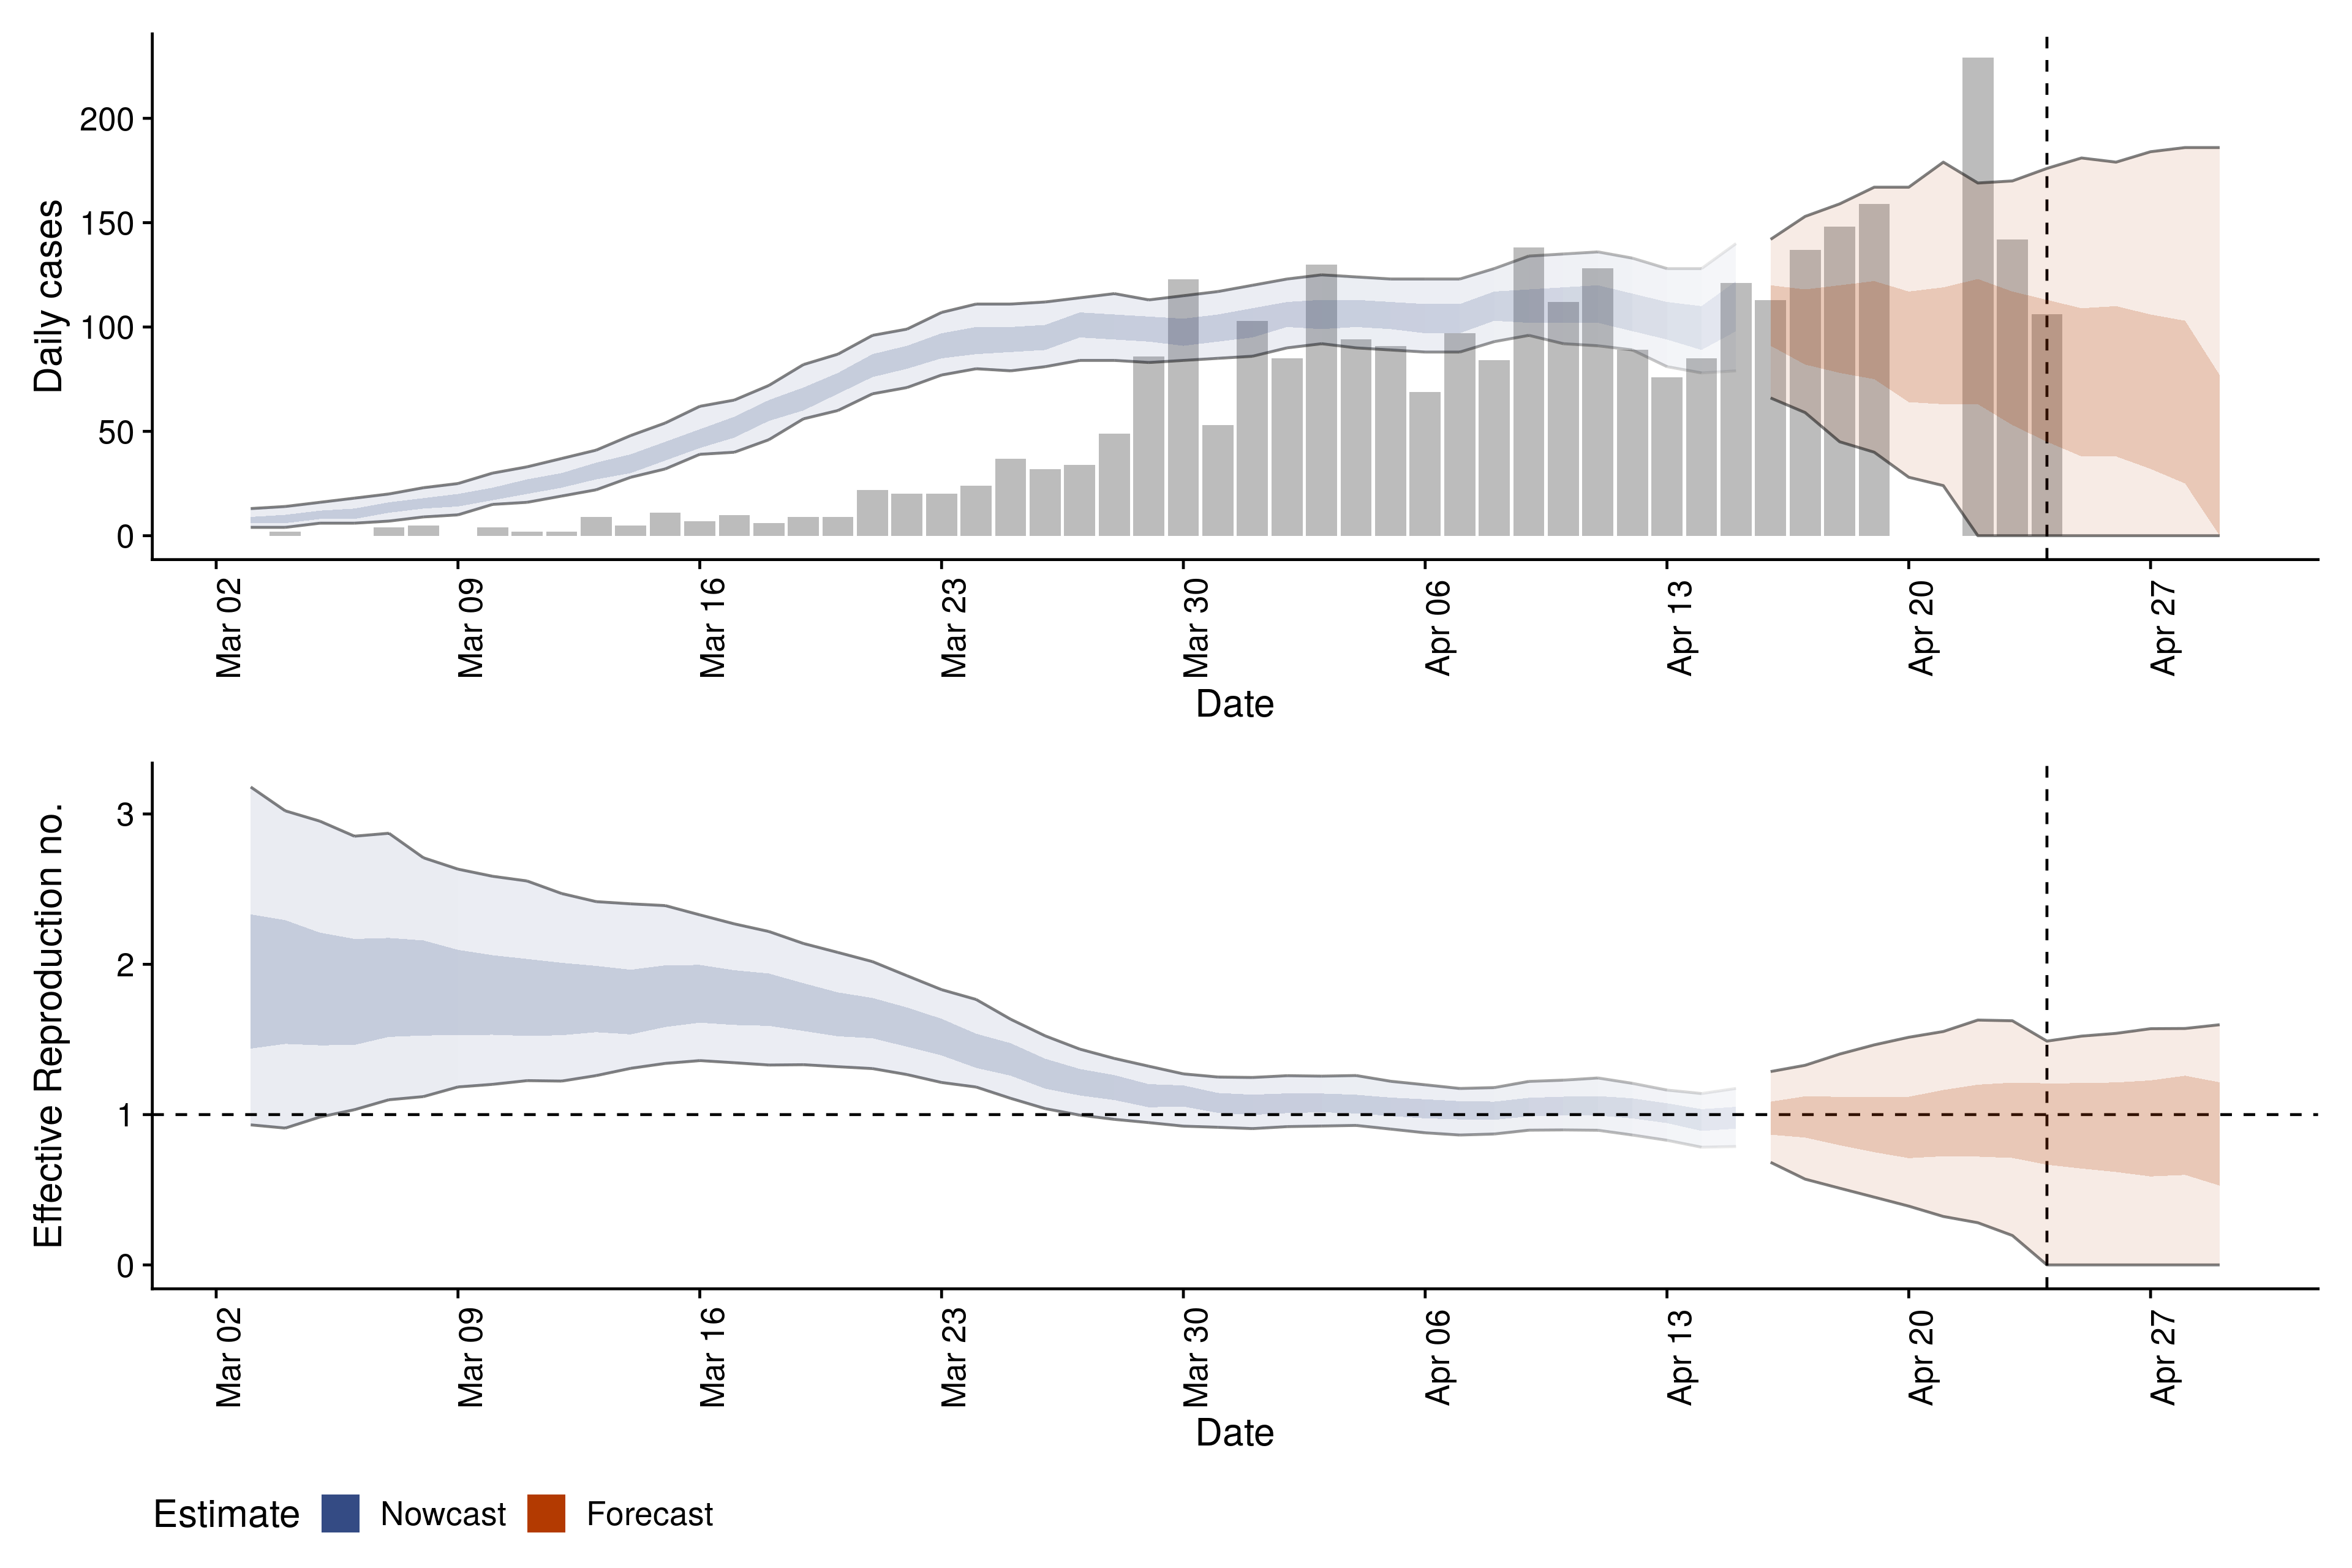 Daily cases
200
150
100
50
0
Mar 02
Mar 09
Mar 16
Mar 23
Mar 30
Apr 06
Apr 13
Apr 20
Apr 27
Date
Effective Reproduction no.
3
2
1
0
Mar 02
Mar 09
Mar 16
Mar 23
Mar 30
Apr 06
Apr 13
Apr 20
Apr 27
Date
Estimate Nowcast Forecast